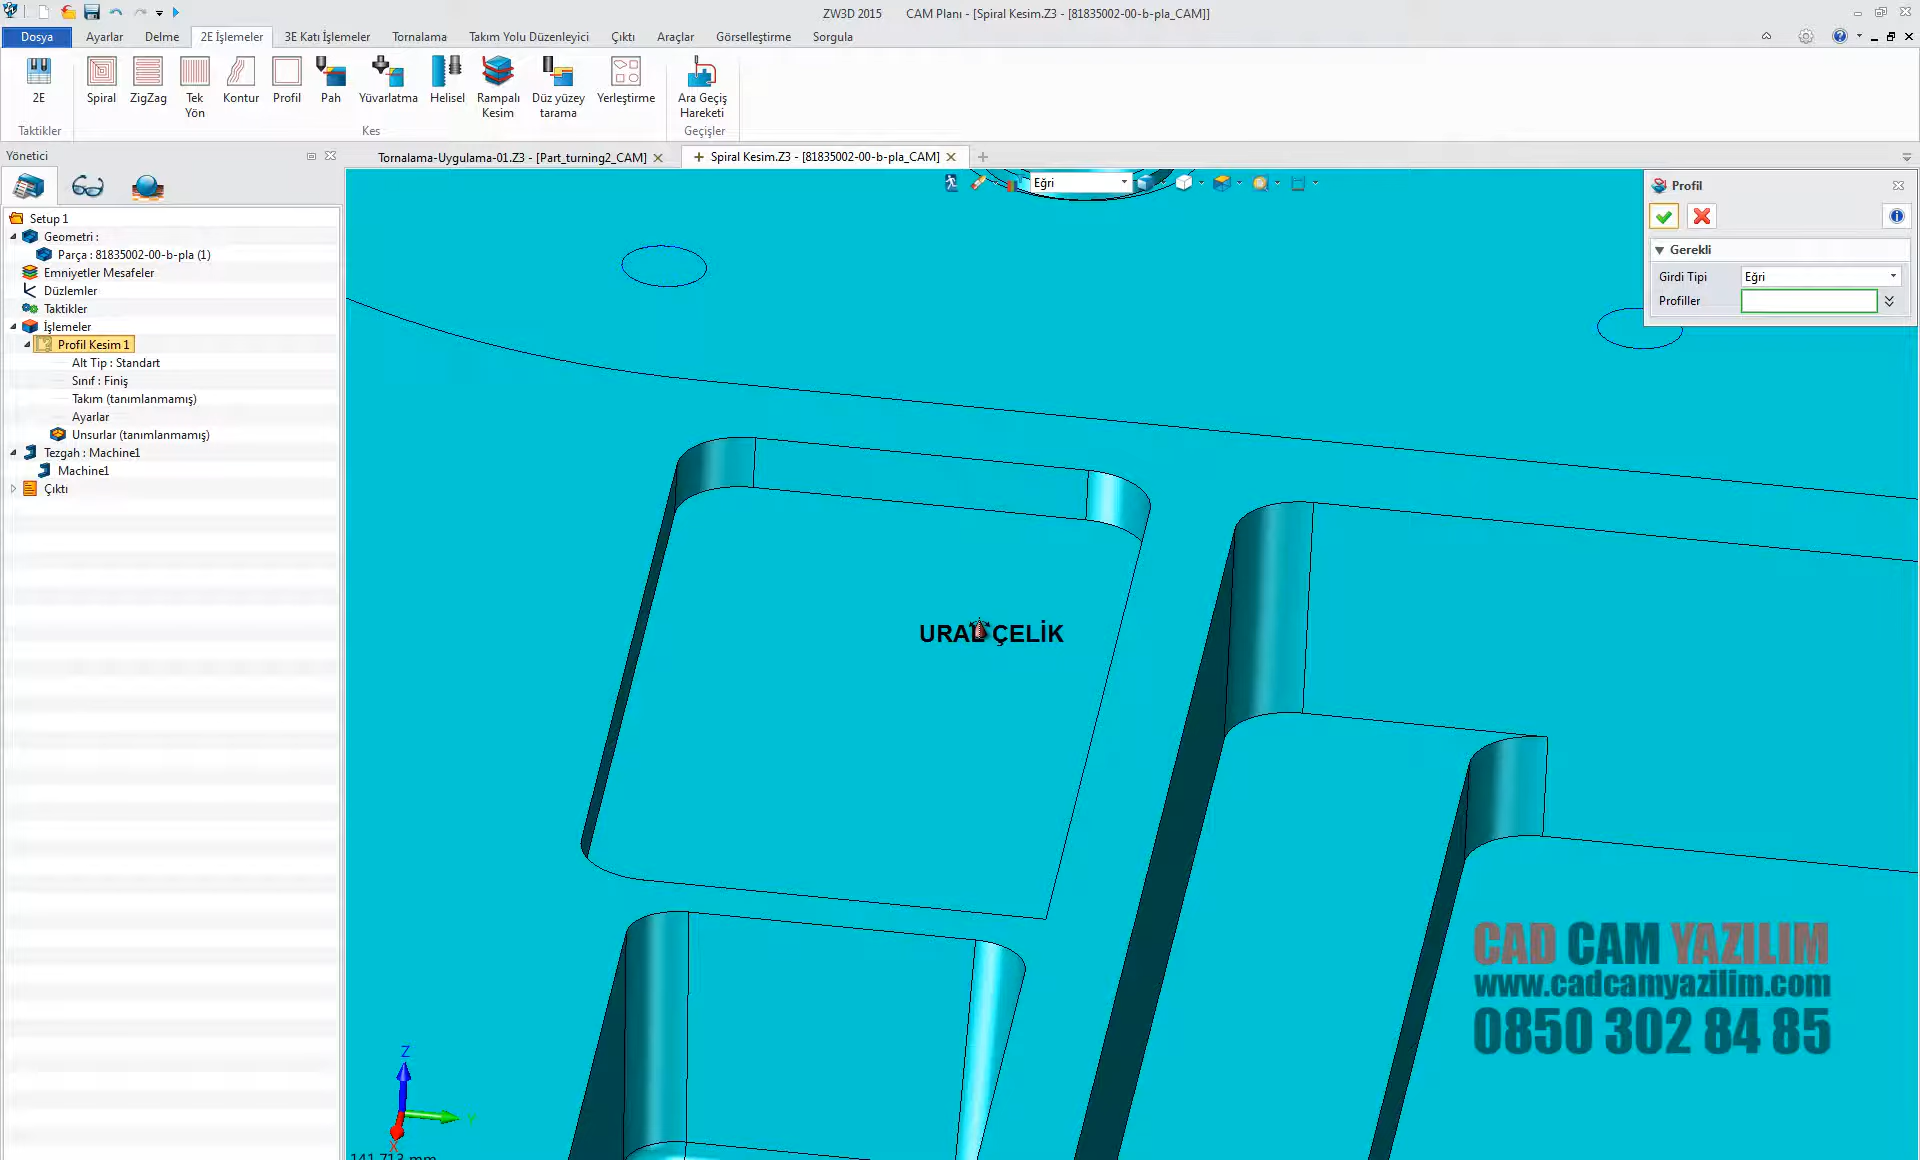 ZW3D 2015 CAM Planı - [Spiral Kesim.Z3 - [81835002-00-b-pla_CAM]]
Dosya Ayarlar Delme 2E İşlemeler 3E Katı İşlemeler Tornalama Takım Yolu Düzenleyici Çıktı Araçlar Görselleştirme Sorgula
2E Spiral ZigZag Tek Yön Kontur Profil Pah Yüvarlatma Helisel Rampalı Kesim Düz yüzey tarama Yerleştirme Ara Geçiş Hareketi
Taktikler Kes Geçişler
Yönetici
Tornalama-Uygulama-01.Z3 - [Part_turning2_CAM]
Spiral Kesim.Z3 - [81835002-00-b-pla_CAM]
Eğri
Setup 1
Geometri :
Parça : 81835002-00-b-pla (1)
Emniyetler Mesafeler
Düzlemler
Taktikler
İşlemeler
Profil Kesim 1
Alt Tip : Standart
Sınıf : Finiş
Takım (tanımlanmamış)
Ayarlar
Unsurlar (tanımlanmamış)
Tezgah : Machine1
Machine1
Çıktı
Profil
Gerekli
Girdi Tipi Eğri
Profiller
URAL ÇELİK
CAD CAM YAZILIM
www.cadcamyazilim.com
0850 302 84 85
Z
Y
X
141.713 mm